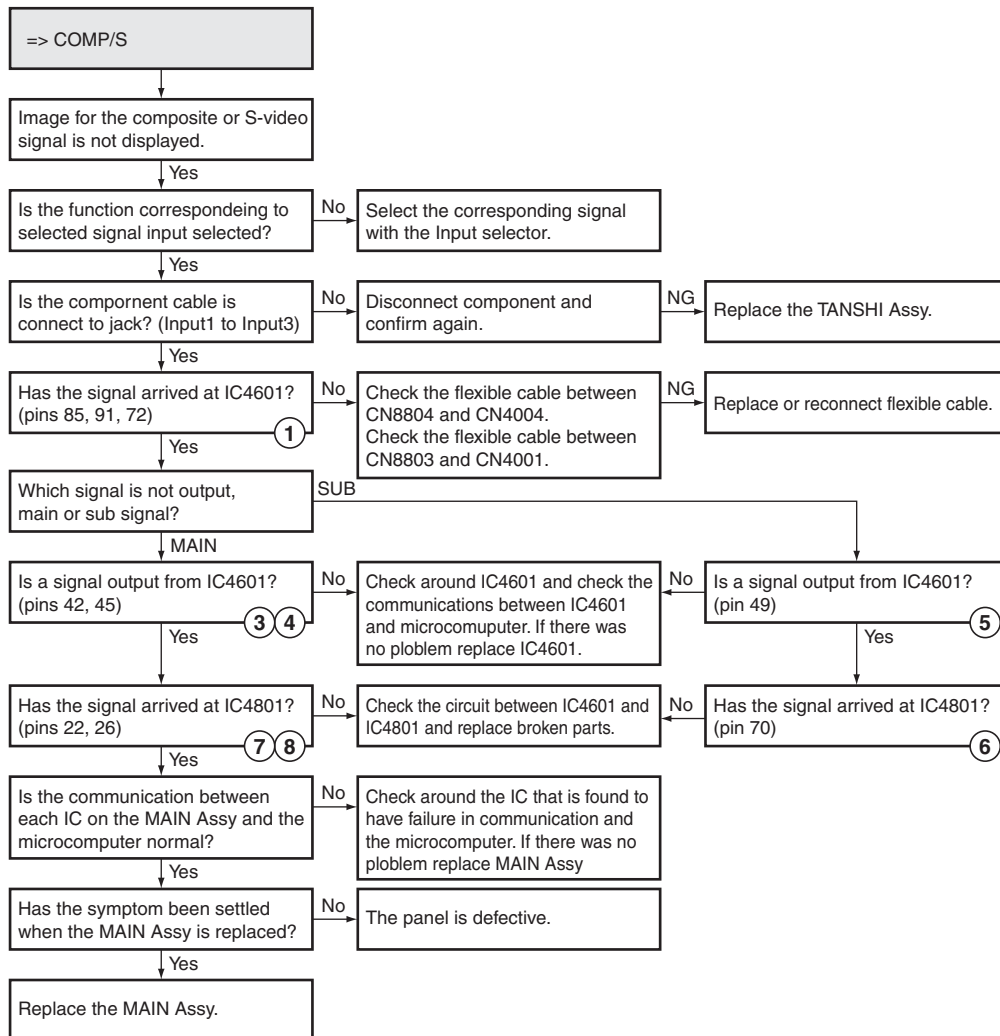 => COMP/S
Image for the composite or S-video
signal is not displayed.
Yes
Is the function correspondeing to
selected signal input selected?
No
Select the corresponding signal
with the Input selector.
Yes
Is the compornent cable is
connect to jack? (Input1 to Input3)
No
Disconnect component and
confirm again.
NG
Replace the TANSHI Assy.
Yes
Has the signal arrived at IC4601?
(pins 85, 91, 72)
1
No
Check the flexible cable between
CN8804 and CN4004.
Check the flexible cable between
CN8803 and CN4001.
NG
Replace or reconnect flexible cable.
Yes
Which signal is not output,
main or sub signal?
SUB
MAIN
Is a signal output from IC4601?
(pins 42, 45)
3 4
No
Check around IC4601 and check the
communications between IC4601
and microcomuputer. If there was
no ploblem replace IC4601.
No
Is a signal output from IC4601?
(pin 49)
5
Yes
Yes
Has the signal arrived at IC4801?
(pins 22, 26)
7 8
No
Check the circuit between IC4601 and
IC4801 and replace broken parts.
No
Has the signal arrived at IC4801?
(pin 70)
6
Yes
Is the communication between
each IC on the MAIN Assy and the
microcomputer normal?
No
Check around the IC that is found to
have failure in communication and
the microcomputer. If there was no
ploblem replace MAIN Assy
Yes
Has the symptom been settled
when the MAIN Assy is replaced?
No
The panel is defective.
Yes
Replace the MAIN Assy.